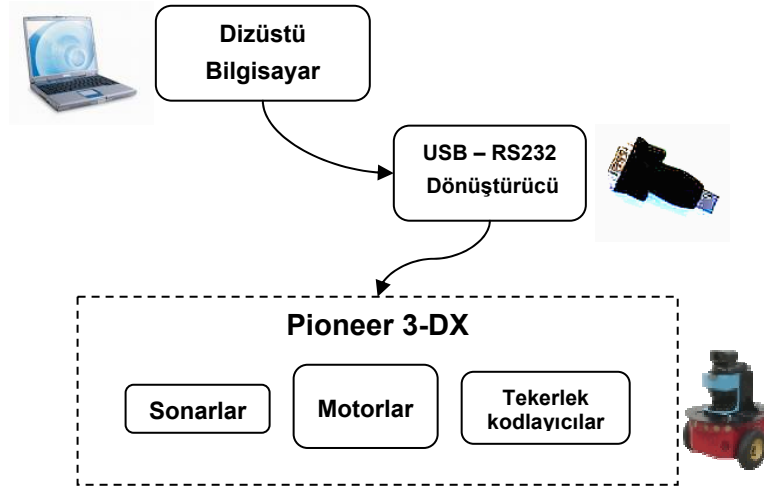 Dizüstü
Bilgisayar
USB – RS232
Dönüştürücü
Pioneer 3-DX
Sonarlar
Motorlar
Tekerlek
kodlayıcılar